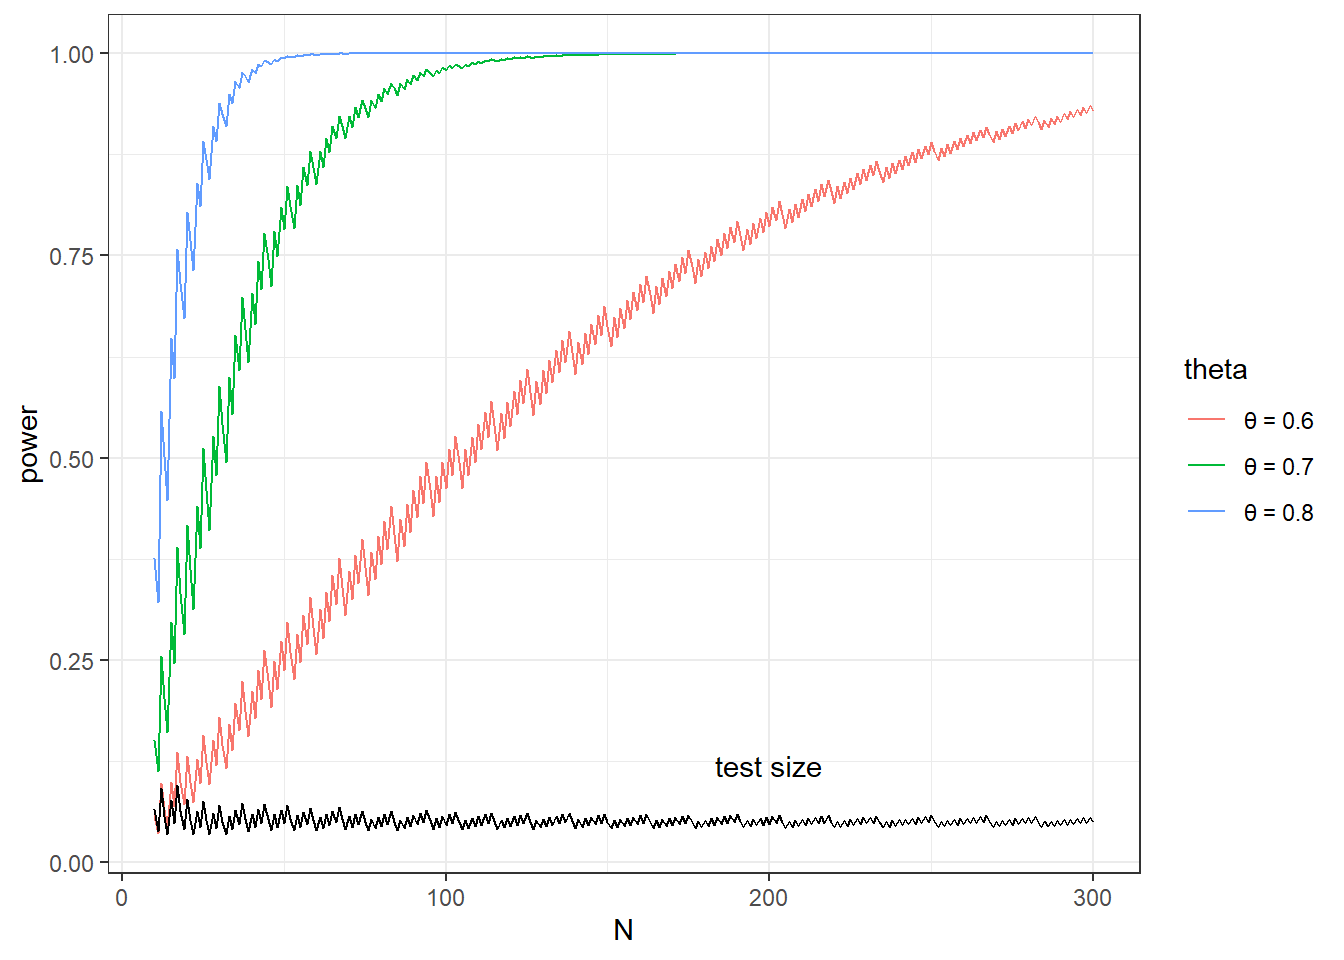 1.00
0.75
0.50
0.25
0.00
power
test size
0
100
200
300
N
theta
θ = 0.6
θ = 0.7
θ = 0.8